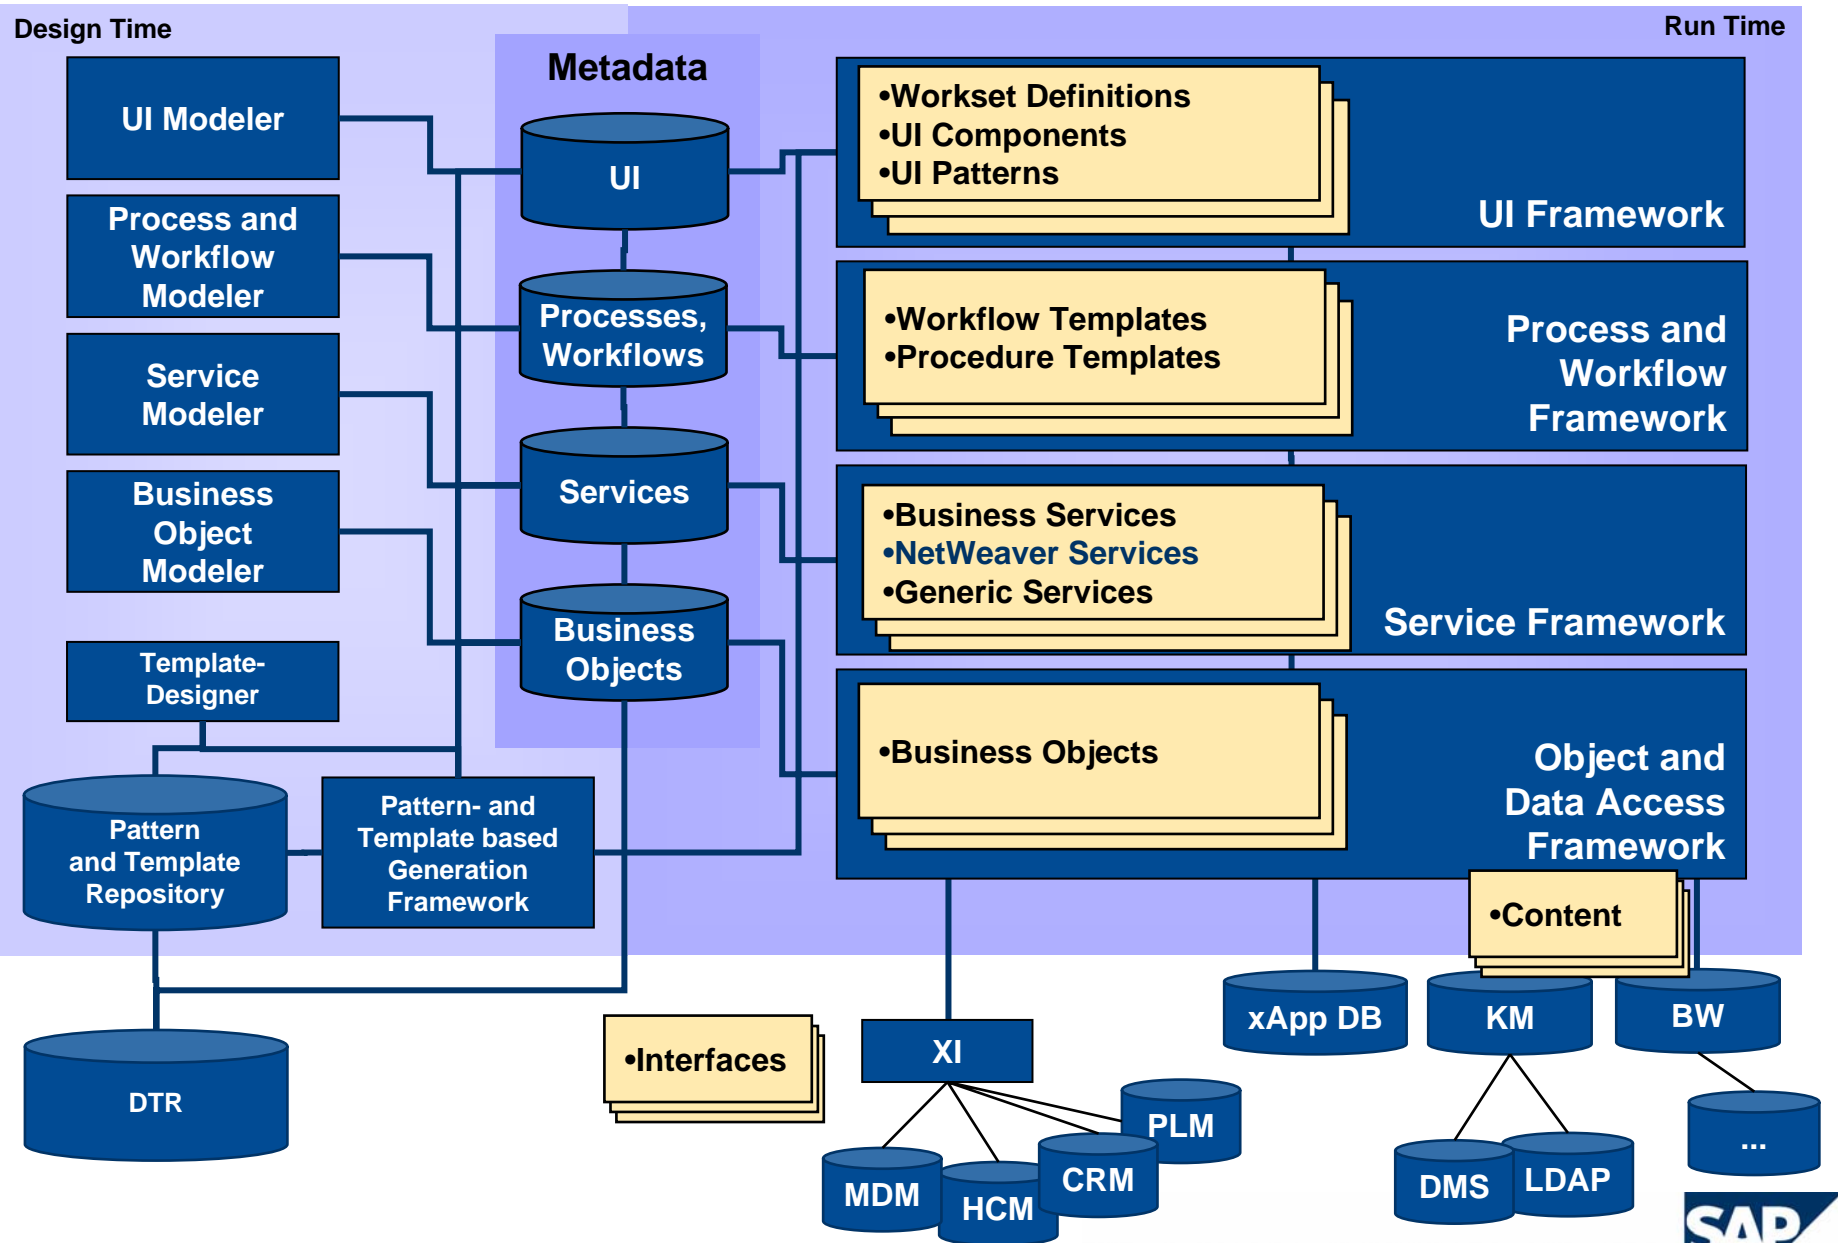 Design Time
Run Time
Metadata
UI Modeler
Process and
Workflow
Modeler
Service
Modeler
Business
Object
Modeler
Template-
Designer
Pattern
and Template
Repository
Pattern- and
Template based
Generation
Framework
DTR
UI
Processes,
Workflows
Services
Business
Objects
•Workset Definitions
•UI Components
•UI Patterns
UI Framework
•Workflow Templates
•Procedure Templates
Process and
Workflow
Framework
•Business Services
•NetWeaver Services
•Generic Services
Service Framework
•Business Objects
Object and
Data Access
Framework
•Content
•Interfaces
XI
xApp DB
KM
BW
MDM
HCM
CRM
PLM
DMS
LDAP
...
SAP